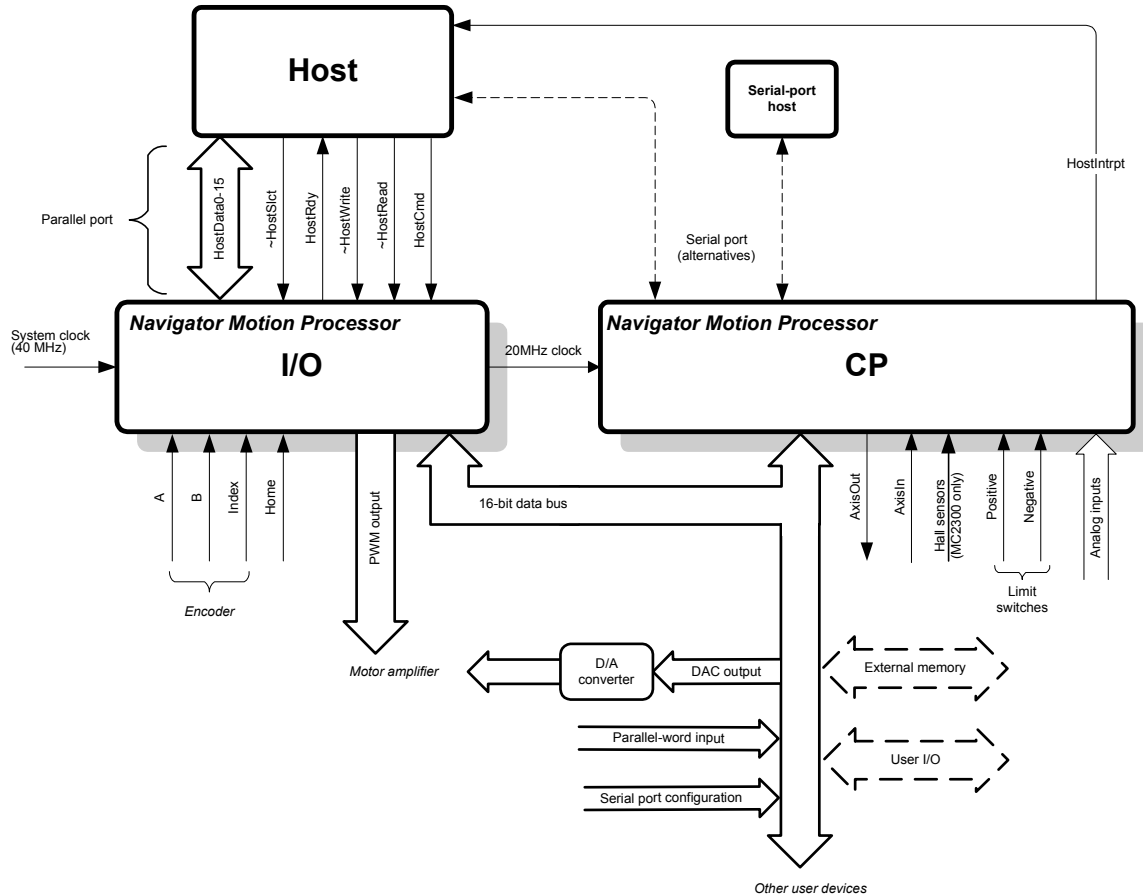 Host
Serial-port
host
HostIntrpt
Parallel port
HostData0-15
~HostSlct
HostRdy
~HostWrite
~HostRead
HostCmd
Serial port
(alternatives)
System clock
(40 MHz)
Navigator Motion Processor
I/O
20MHz clock
Navigator Motion Processor
CP
A
B
Index
Home
Encoder
PWM output
Motor amplifier
16-bit data bus
AxisOut
AxisIn
Hall sensors
(MC2300 only)
Positive
Negative
Limit
switches
Analog inputs
D/A
converter
DAC output
External memory
Parallel-word input
User I/O
Serial port configuration
Other user devices